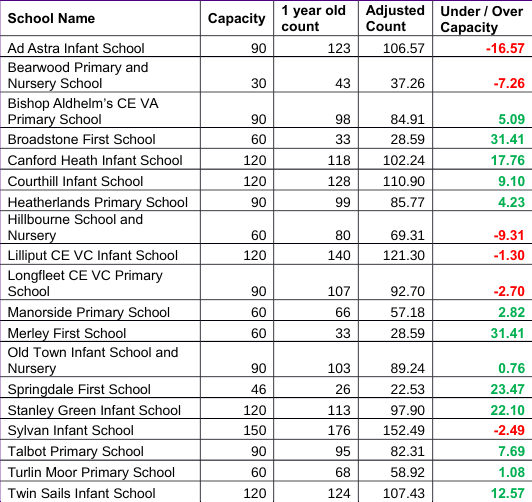 School Name Capacity 1 year old count Adjusted Count Under / Over Capacity
Ad Astra Infant School 90 123 106.57 -16.57
Bearwood Primary and
Nursery School 30 43 37.26 -7.26
Bishop Aldhelm's CE VA
Primary School 90 98 84.91 5.09
Broadstone First School 60 33 28.59 31.41
Canford Heath Infant School 120 118 102.24 17.76
Courthill Infant School 120 128 110.90 9.10
Heatherlands Primary School 90 99 85.77 4.23
Hillbourne School and
Nursery 60 80 69.31 -9.31
Lilliput CE VC Infant School 120 140 121.30 -1.30
Longfleet CE VC Primary
School 90 107 92.70 -2.70
Manorside Primary School 60 66 57.18 2.82
Merley First School 60 33 28.59 31.41
Old Town Infant School and
Nursery 90 103 89.24 0.76
Springdale First School 46 26 22.53 23.47
Stanley Green Infant School 120 113 97.90 22.10
Sylvan Infant School 150 176 152.49 -2.49
Talbot Primary School 90 95 82.31 7.69
Turlin Moor Primary School 60 68 58.92 1.08
Twin Sails Infant School 120 124 107.43 12.57